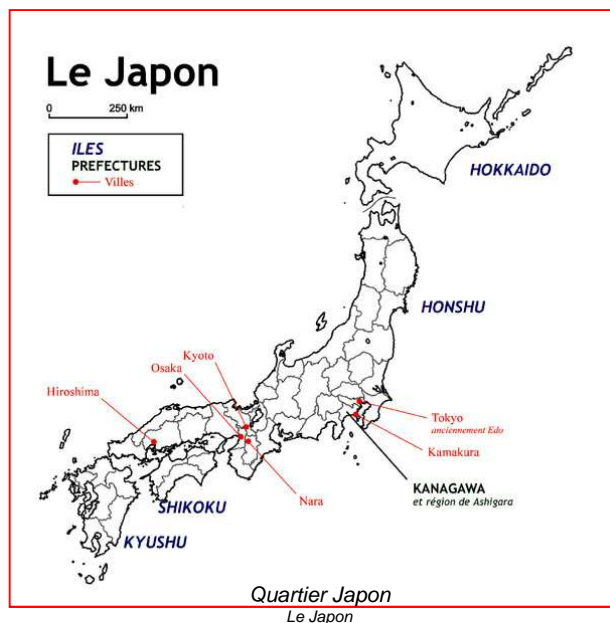 Le Japon
0 250 km
ILES
PREFECTURES
Villes
HOKKAIDO
HONSHU
Kyoto
Osaka
Hiroshima
Tokyo
anciennement Edo
Kamakura
KANAGAWA
et région de Ashigara
Nara
SHIKOKU
KYUSHU
Quartier Japon
Le Japon